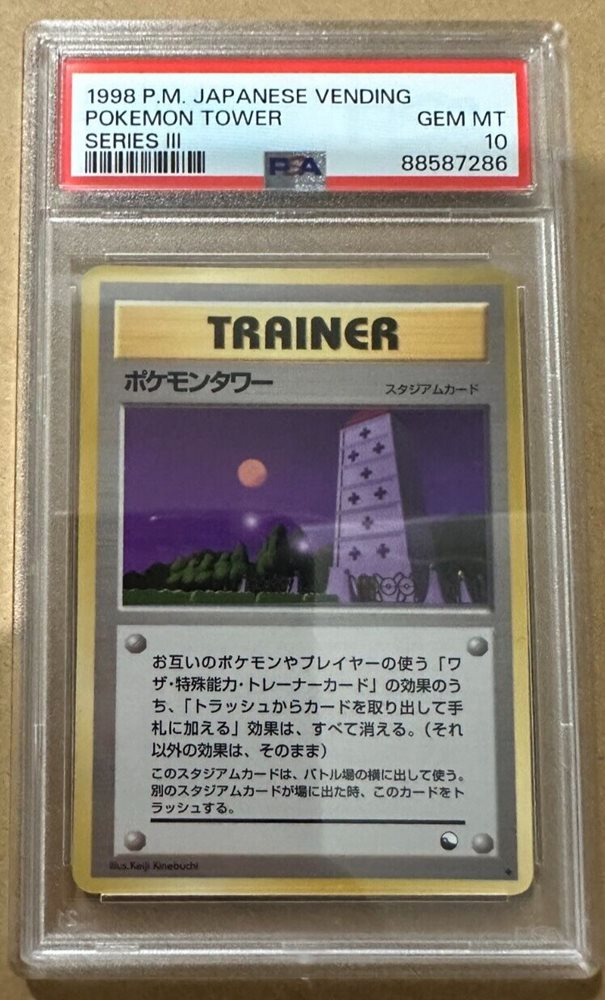 1998 P.M. JAPANESE VENDING
POKEMON TOWER GEM MT
SERIES III 10
PSA 88587286
TRAINER
ポケモンタワー
スタジアムカード
お互いのポケモンやプレイヤーの使う「ワ
ザ・特殊能力・トレーナーカード」の効果のう
ち、「トラッシュからカードを取り出して手
札に加える」効果は、すべて消える。(それ
以外の効果は、そのまま)
このスタジアムカードは、バトル場の横に出して使う。
別のスタジアムカードが場に出た時、このカードをト
ラッシュする。
Illus. Keiji Kinebuchi